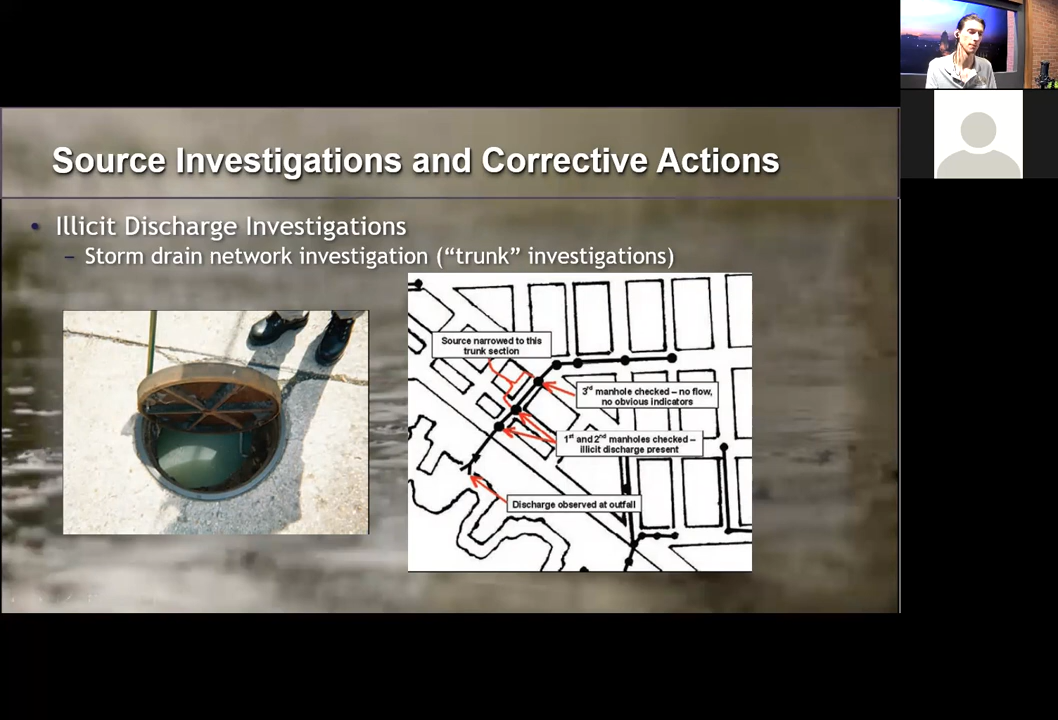 Source Investigations and Corrective Actions
• Illicit Discharge Investigations
– Storm drain network investigation (“trunk” investigations)
Source narrowed to this
trunk section
3rd manhole checked – no flow,
no obvious indicators
1st and 2nd manholes checked –
illicit discharge present
Discharge observed at outfall